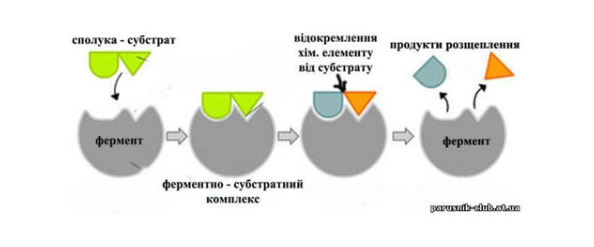 сполука - субстрат
відокремлення
хім. елементу
від субстрату
продукти розщеплення
фермент
фермент
ферментно - субстратний
комплекс
parusnik-club.at.ua